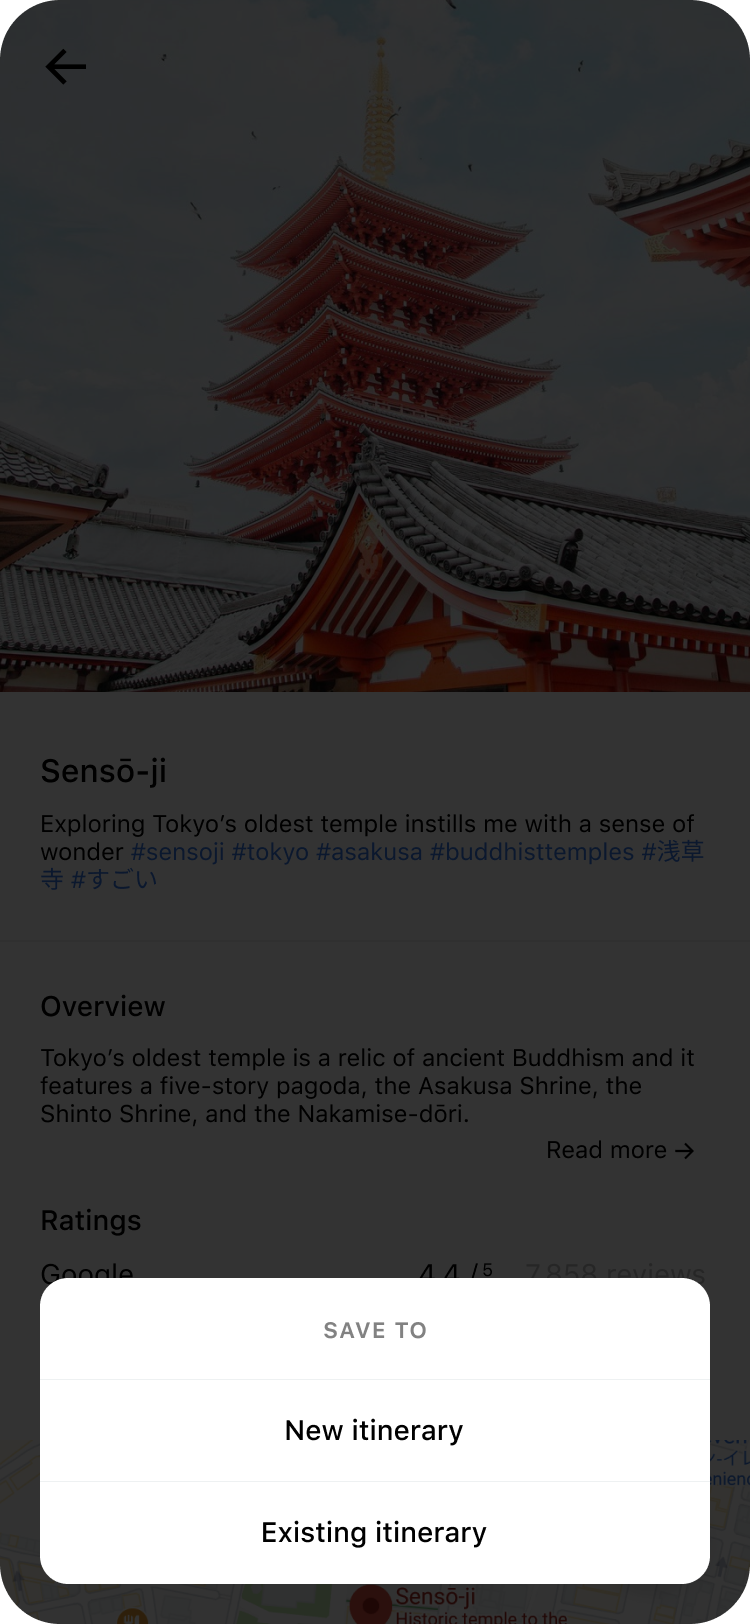 Sensō-ji
Exploring Tokyo’s oldest temple instills me with a sense of
wonder #sensoji #tokyo #asakusa #buddhisttemples #浅草
寺 #すごい
Overview
Tokyo’s oldest temple is a relic of ancient Buddhism and it
features a five-story pagoda, the Asakusa Shrine, the
Shinto Shrine, and the Nakamise-dōri.
Read more →
Ratings
Google 4.4 /5 7,858 reviews
SAVE TO
New itinerary
Existing itinerary
Sensō-ji
Historic temple to the